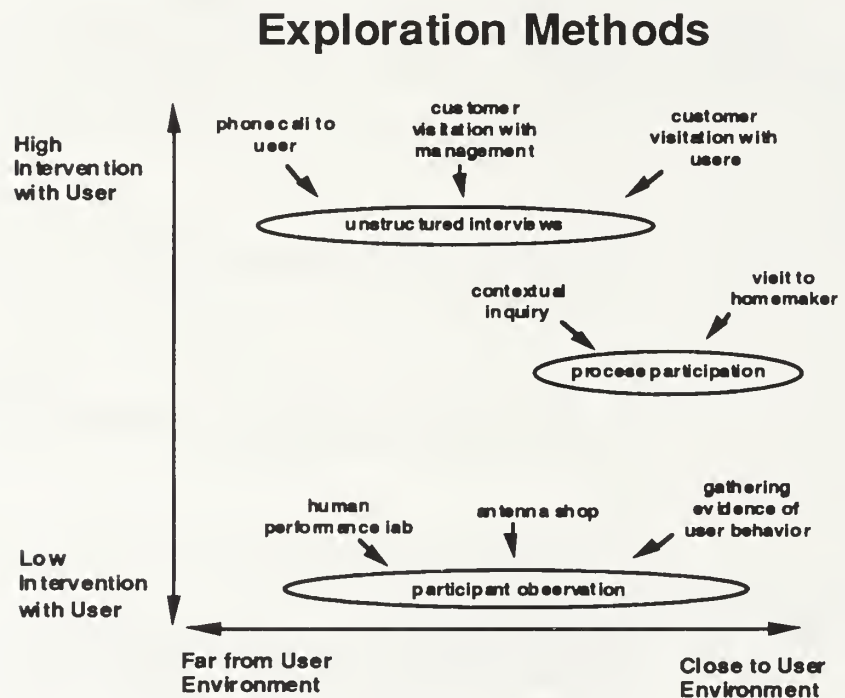 Exploration Methods
High
Intervention
with User
phone call to
user
customer
visitation with
management
customer
visitation with
users
unstructured interviews
contextual
inquiry
visit to
homemaker
process participation
human
performance lab
antenna shop
gathering
evidence of
user behavior
participant observation
Low
Intervention
with User
Far from User
Environment
Close to User
Environment